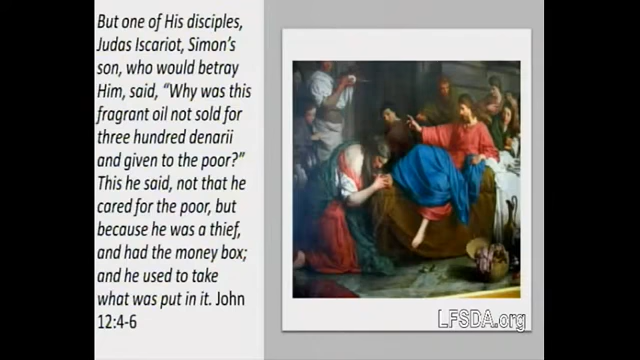 But one of His disciples,
Judas Iscariot, Simon's
son, who would betray
Him, said, “Why was this
fragrant oil not sold for
three hundred denarii
and given to the poor?”
This he said, not that he
cared for the poor, but
because he was a thief,
and had the money box;
and he used to take
what was put in it. John
12:4-6
LFSDA.org